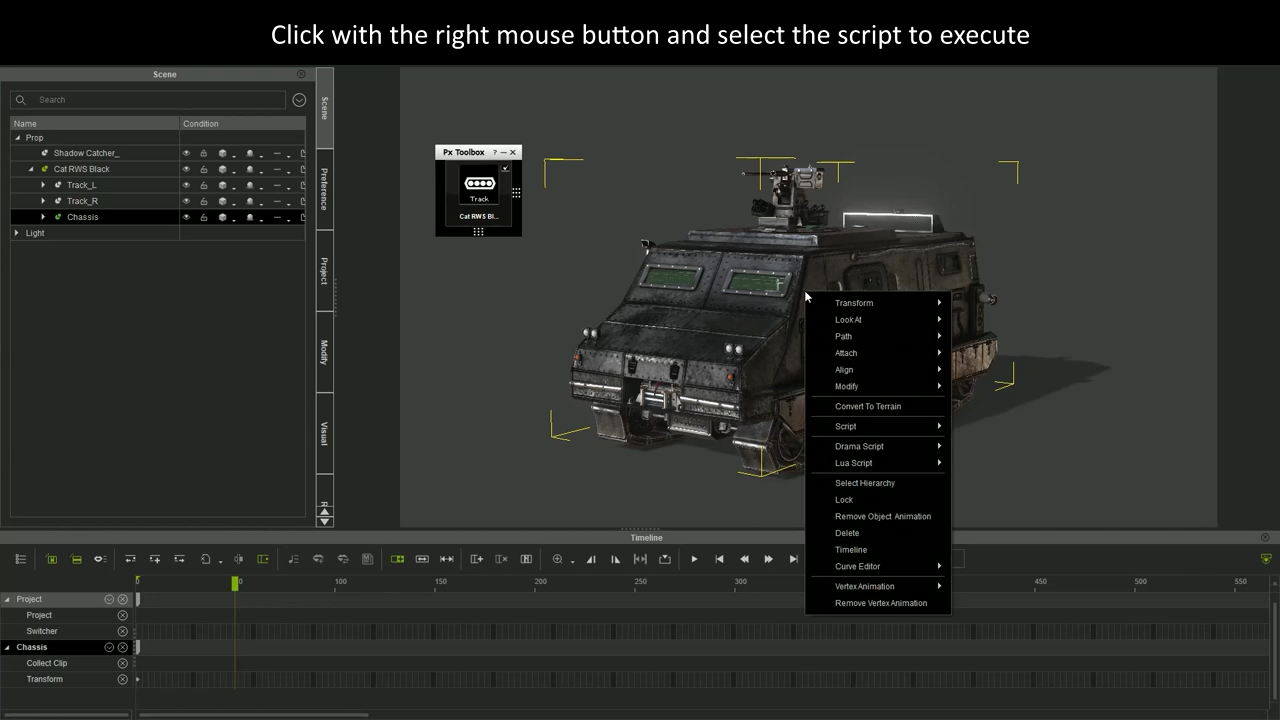 Click with the right mouse button and select the script to execute
Scene
Search
Name Condition
Prop
Shadow Catcher_
Cat RWS Black
Track_L
Track_R
Chassis
Light
Scene
Preference
Project
Modify
Visual
Px Toolbox ? — ✕
Track
Cat RWS Bl...
Transform
Look At
Path
Attach
Align
Modify
Convert To Terrain
Script
Drama Script
Lua Script
Select Hierarchy
Lock
Remove Object Animation
Delete
Timeline
Curve Editor
Vertex Animation
Remove Vertex Animation
Timeline
100 150 200 250 300 450 500 550
Project
Project
Switcher
Chassis
Collect Clip
Transform